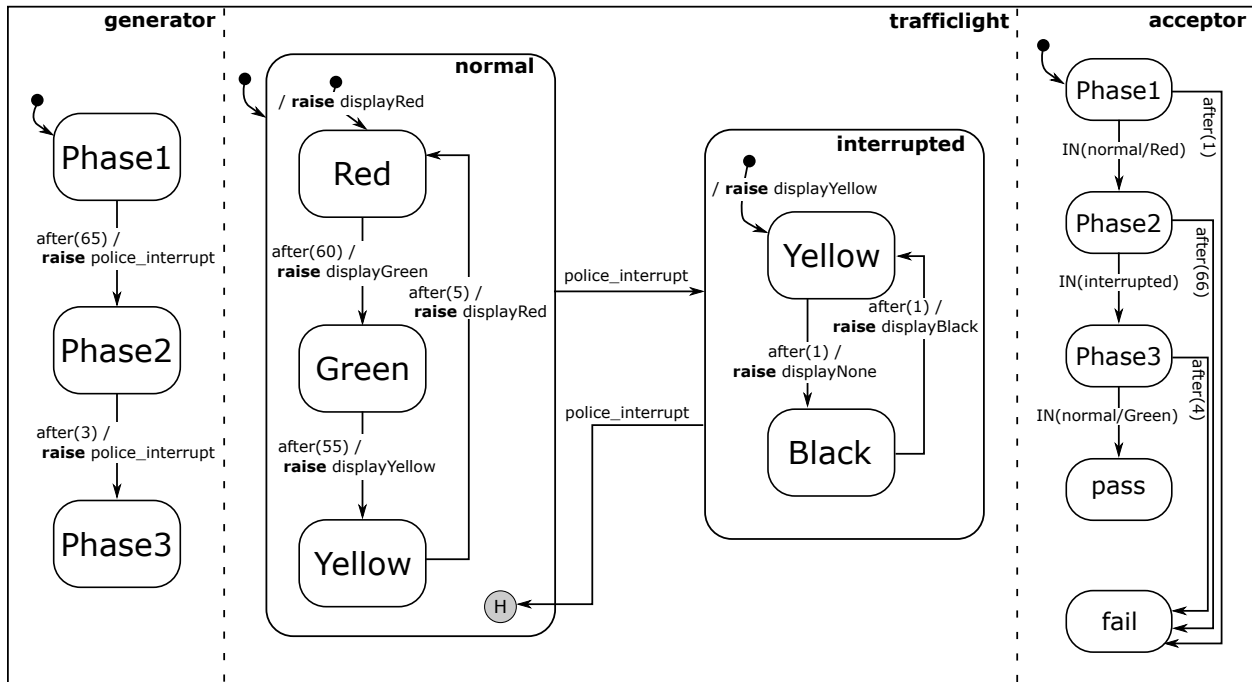 generator
Phase1
after(65) /
raise police_interrupt
Phase2
after(3) /
raise police_interrupt
Phase3
trafficlight
normal
/ raise displayRed
Red
after(60) /
raise displayGreen
after(5) /
raise displayRed
Green
after(55) /
raise displayYellow
Yellow
H
police_interrupt
police_interrupt
interrupted
/ raise displayYellow
Yellow
after(1) /
raise displayBlack
after(1) /
raise displayNone
Black
acceptor
Phase1
after(1)
IN(normal/Red)
Phase2
after(66)
IN(interrupted)
Phase3
after(4)
IN(normal/Green)
pass
fail